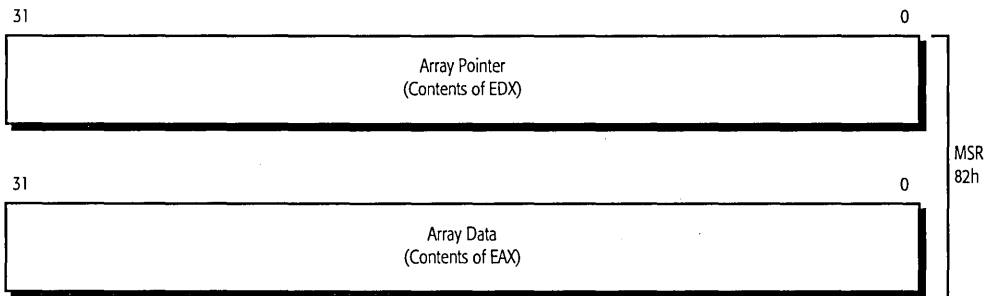 31 0
Array Pointer
(Contents of EDX)
MSR
82h
31 0
Array Data
(Contents of EAX)